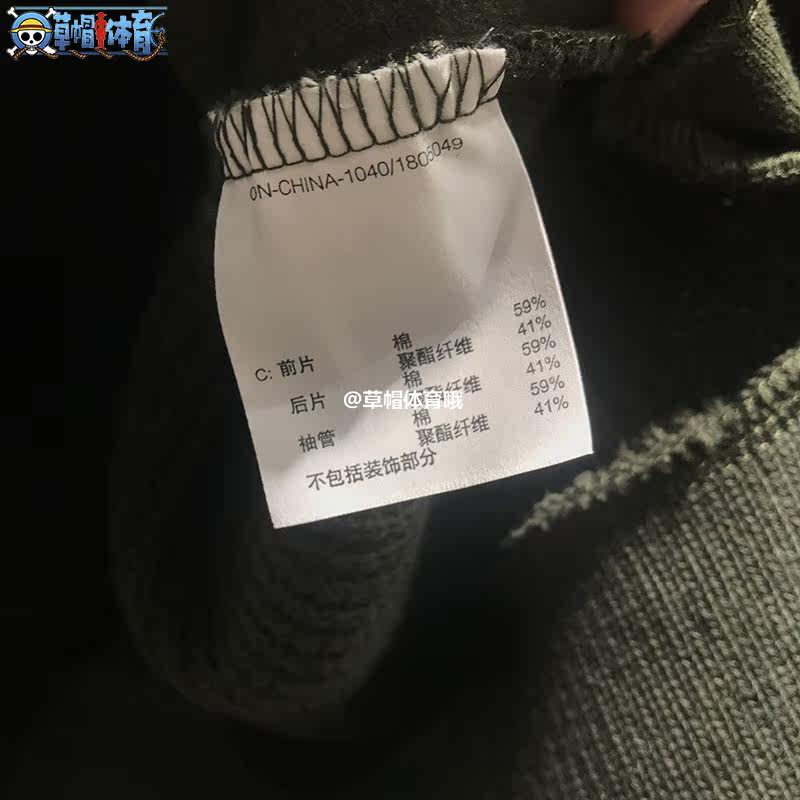 草帽体育
0N-CHINA-1040/1805049
棉 59%
C: 前片 聚酯纤维 41%
棉 59%
后片 聚酯纤维 41%
@草帽体育哦
棉 59%
袖管 聚酯纤维 41%
不包括装饰部分